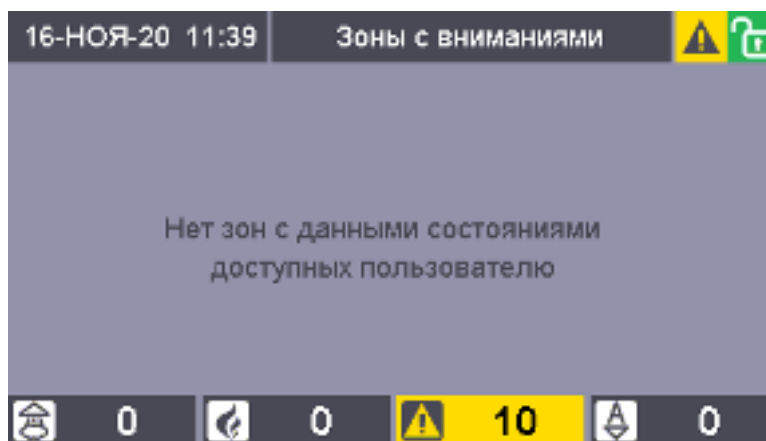 16-НОЯ-20 11:39 Зоны с вниманиями
Нет зон с данными состояниями
доступных пользователю
0 0 10 0